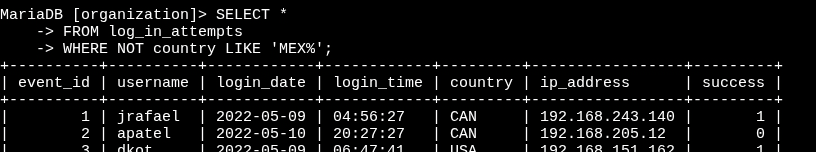 MariaDB [organization]> SELECT *
    -> FROM log_in_attempts
    -> WHERE NOT country LIKE 'MEX%';
+----------+----------+------------+------------+---------+-----------------+---------+
| event_id | username | login_date | login_time | country | ip_address      | success |
+----------+----------+------------+------------+---------+-----------------+---------+
|        1 | jrafael  | 2022-05-09 | 04:56:27   | CAN     | 192.168.243.140 |       1 |
|        2 | apatel   | 2022-05-10 | 20:27:27   | CAN     | 192.168.205.12  |       0 |
|        3 | dkot     | 2022-05-09 | 06:47:41   | USA     | 192.168.151.162 |       1 |